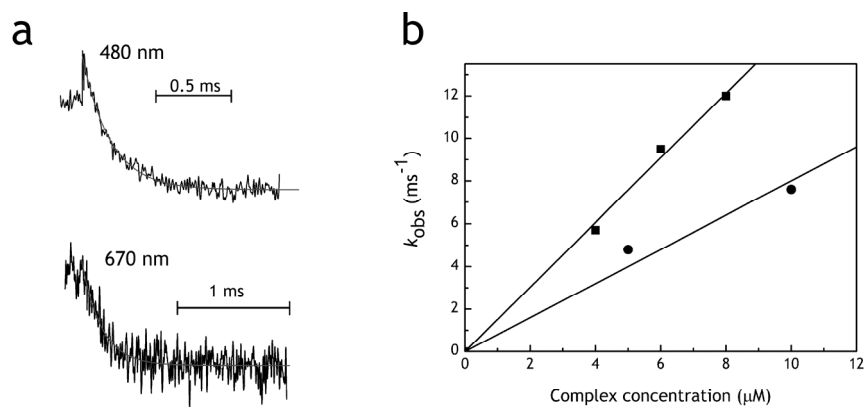 a
480 nm
0.5 ms
670 nm
1 ms
b
k_obs (ms⁻¹)
12
10
8
6
4
2
0
0 2 4 6 8 10 12
Complex concentration (μM)